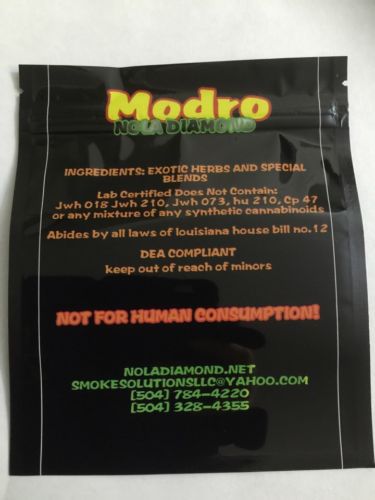 Modro
NOLA DIAMOND
INGREDIENTS: EXOTIC HERBS AND SPECIAL
BLENDS
Lab Certified Does Not Contain:
Jwh 018 Jwh 210, Jwh 073, hu 210, Cp 47
or any mixture of any synthetic cannabinoids
Abides by all laws of louisiana house bill no.12
DEA COMPLIANT
keep out of reach of minors
NOT FOR HUMAN CONSUMPTION!
NOLADIAMOND.NET
SMOKESOLUTIONSLLC@YAHOO.COM
(504) 784-4220
(504) 328-4355